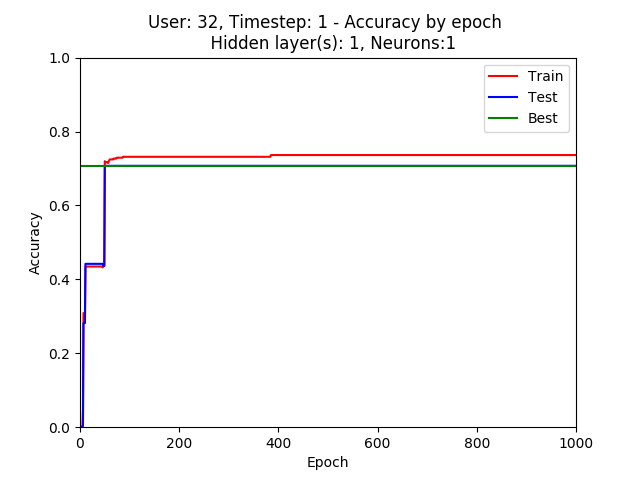 User: 32, Timestep: 1 - Accuracy by epoch
Hidden layer(s): 1, Neurons:1
Train
Test
Best
Accuracy
1.0
0.8
0.6
0.4
0.2
0.0
0 200 400 600 800 1000
Epoch